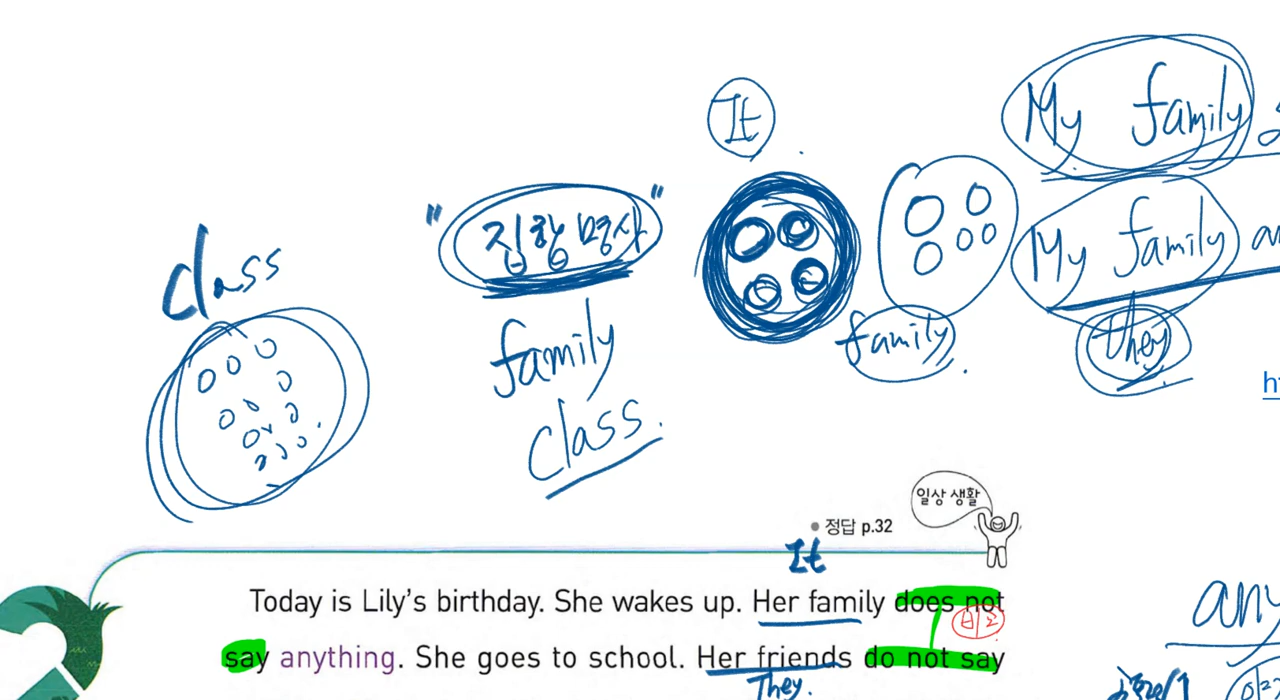 It
My family
class
"집합명사"
My family
family
family
they
class.
일상 생활
• 정답 p.32
It
Today is Lily's birthday. She wakes up. Her family does not
비교
say anything. She goes to school. Her friends do not say
They.
any